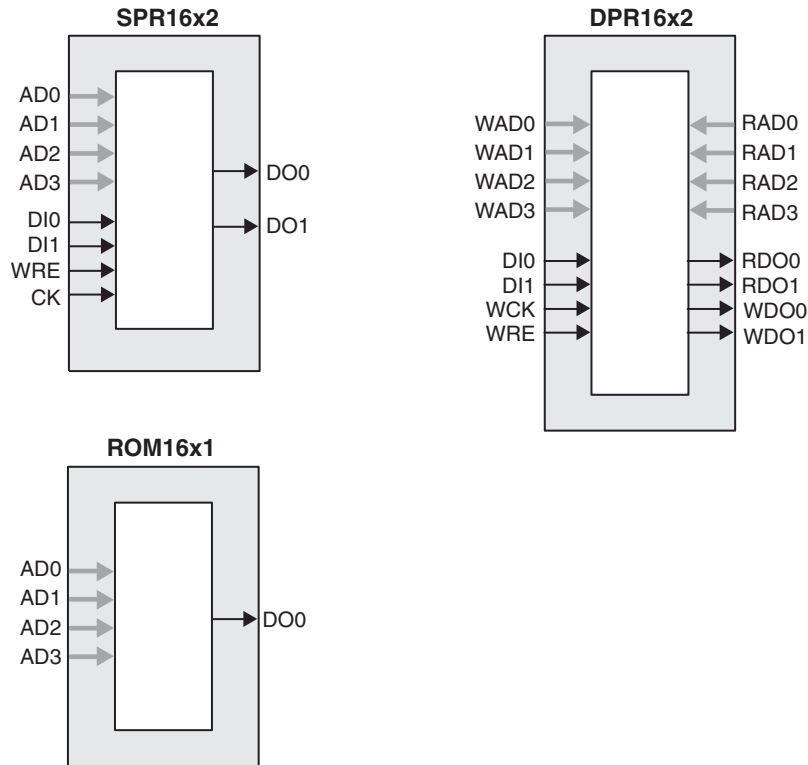 SPR16x2
AD0
AD1
AD2
AD3
DI0
DI1
WRE
CK
DO0
DO1
DPR16x2
WAD0
WAD1
WAD2
WAD3
DI0
DI1
WCK
WRE
RAD0
RAD1
RAD2
RAD3
RDO0
RDO1
WDO0
WDO1
ROM16x1
AD0
AD1
AD2
AD3
DO0